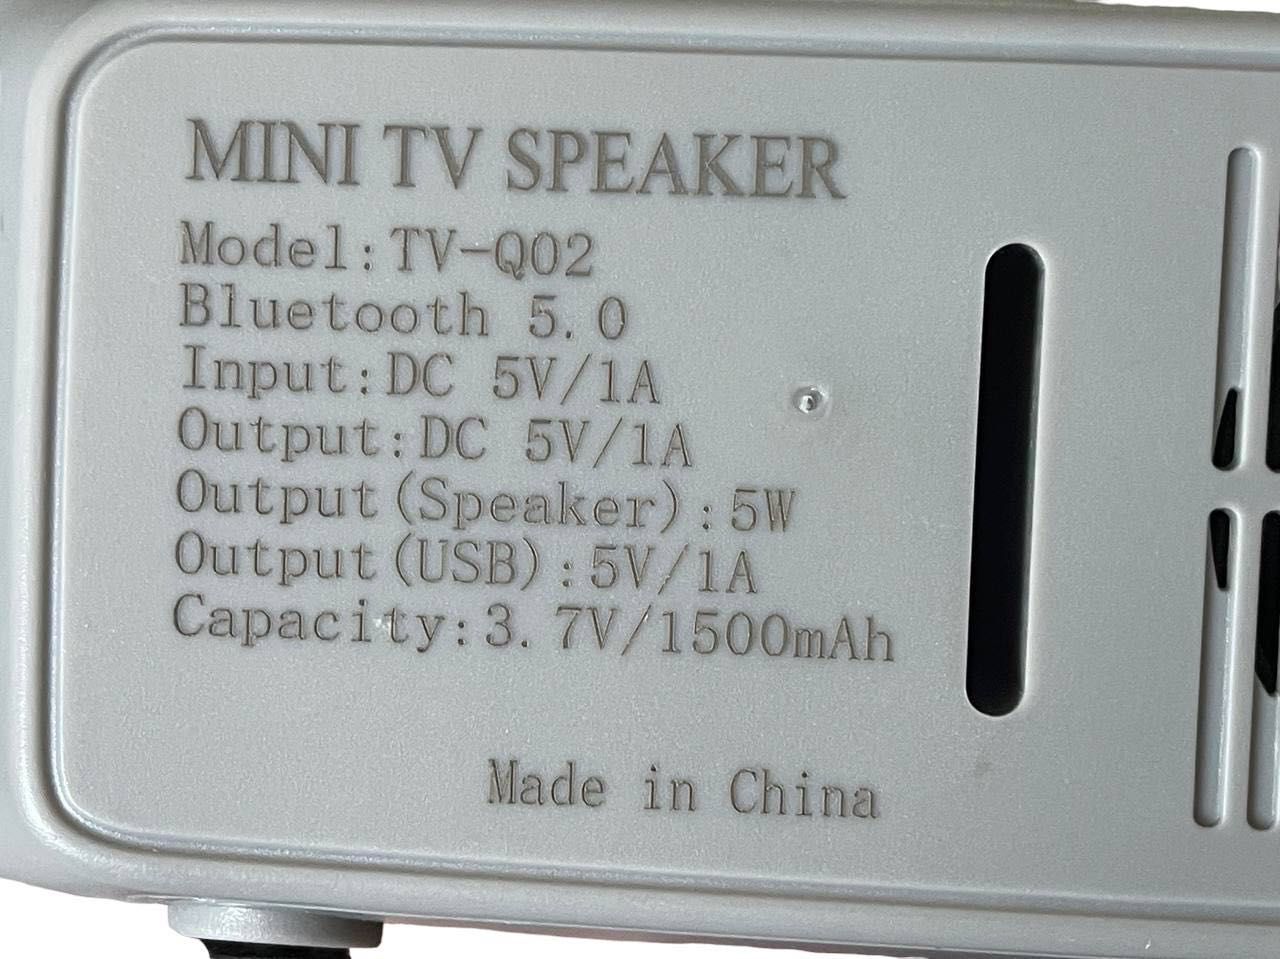 MINI TV SPEAKER
Model:TV-Q02
Bluetooth 5.0
Input:DC 5V/1A
Output:DC 5V/1A
Output(Speaker):5W
Output(USB):5V/1A
Capacity:3.7V/1500mAh
Made in China